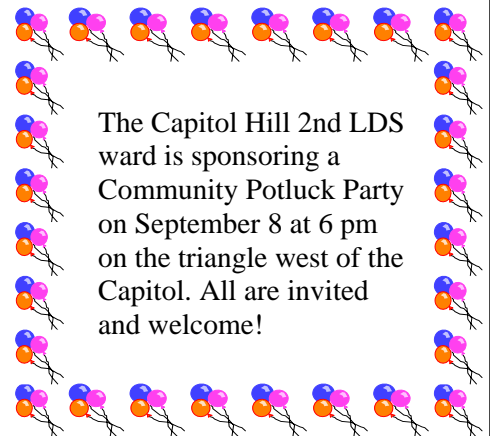 The Capitol Hill 2nd LDS
ward is sponsoring a
Community Potluck Party
on September 8 at 6 pm
on the triangle west of the
Capitol. All are invited
and welcome!